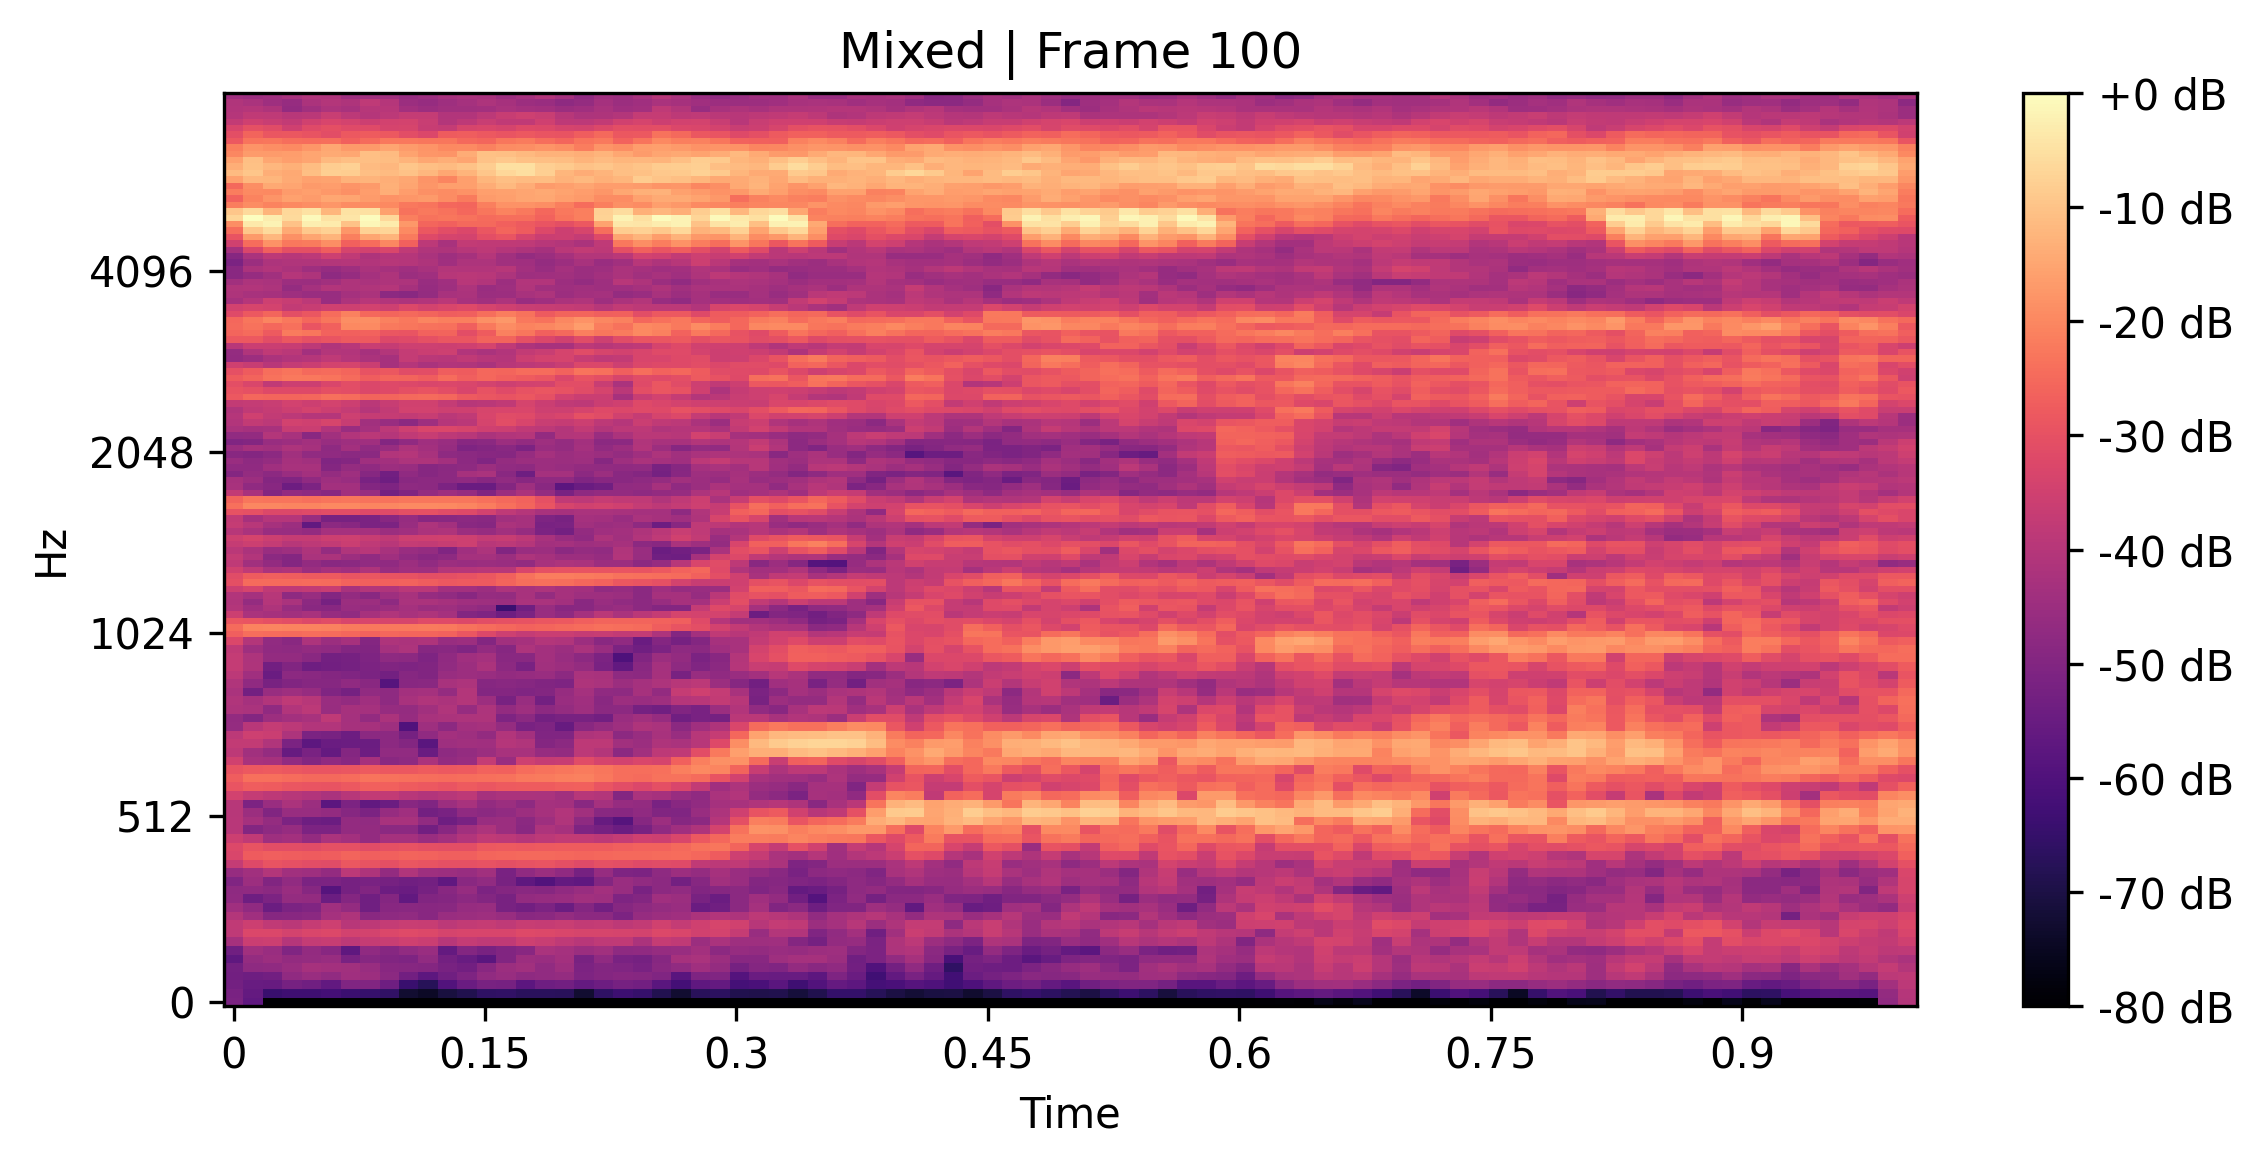 Mixed | Frame 100
+0 dB
-10 dB
-20 dB
-30 dB
-40 dB
-50 dB
-60 dB
-70 dB
-80 dB
4096
2048
1024
512
0
Hz
0 0.15 0.3 0.45 0.6 0.75 0.9
Time